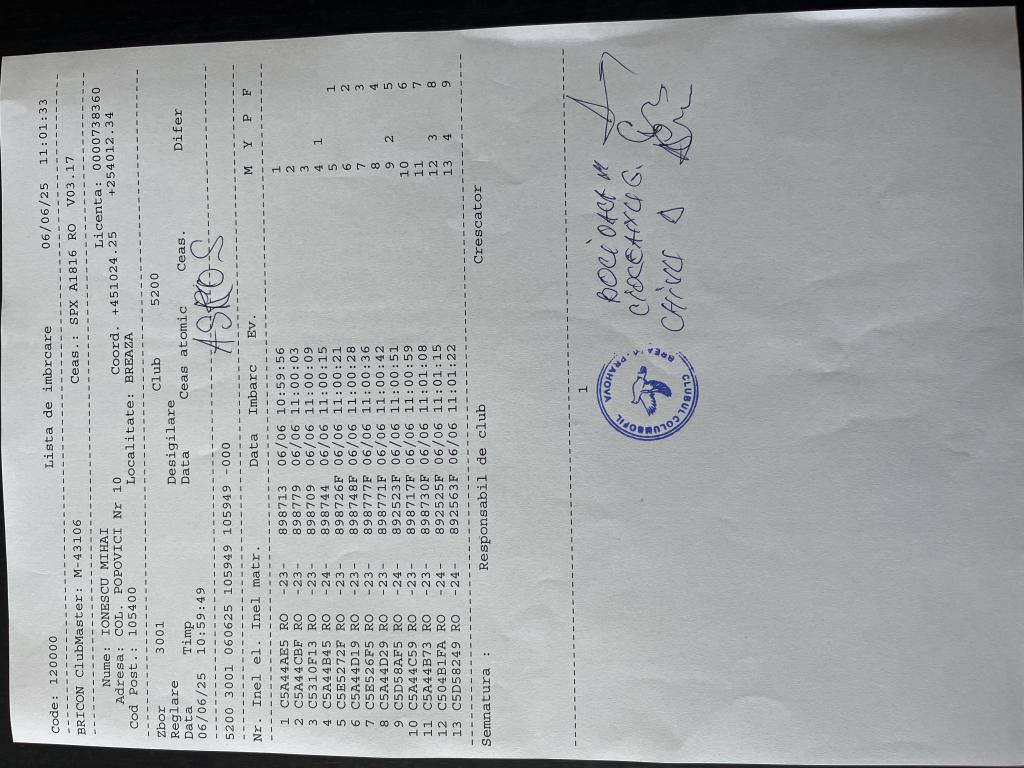 Code: 120000 Lista de imbrcare 06/06/25 11:01:33
BRICON ClubMaster: M-43106 Ceas.: SPX A1816 RO V03.17
Nume: IONESCU MIHAI Licenta: 0000738360
Adresa: COL. POPOVICI Nr 10 Coord. +451024.25 +254012.34
Cod Post.: 105400 Localitate: BREAZA
Zbor 3001 Club 5200
Reglare Desigilare
Data Timp Data Ceas atomic Ceas. Difer
06/06/25 10:59:49
ASROS
5200 3001 060625 105949 105949 -000
Nr. Inel el. Inel matr. Data Imbarc Ev. M Y P F
1 C5A44AE5 RO -23- 898713 06/06 10:59:56 1
2 C5A44CBF RO -23- 898779 06/06 11:00:03 2
3 C5310F13 RO -23- 898709 06/06 11:00:09 3
4 C5A44B45 RO -24- 898744 06/06 11:00:15 4 1
5 C5E5272F RO -23- 898726F 06/06 11:00:21 5 1
6 C5A44D19 RO -23- 898748F 06/06 11:00:28 6 2
7 C5E526F5 RO -23- 898777F 06/06 11:00:36 7 3
8 C5A44D29 RO -23- 898771F 06/06 11:00:42 8 4
9 C5D58AF5 RO -24- 892523F 06/06 11:00:51 9 2 5
10 C5A44C59 RO -23- 898717F 06/06 11:00:59 10 6
11 C5A44B73 RO -23- 898730F 06/06 11:01:08 11 7
12 C504B1FA RO -24- 892525F 06/06 11:01:15 12 3 8
13 C5D58249 RO -24- 892563F 06/06 11:01:22 13 4 9
Semnatura : Responsabil de club Crescator
1
CLUBUL COLUMBOFIL
PRAHOVA
CHIVU D